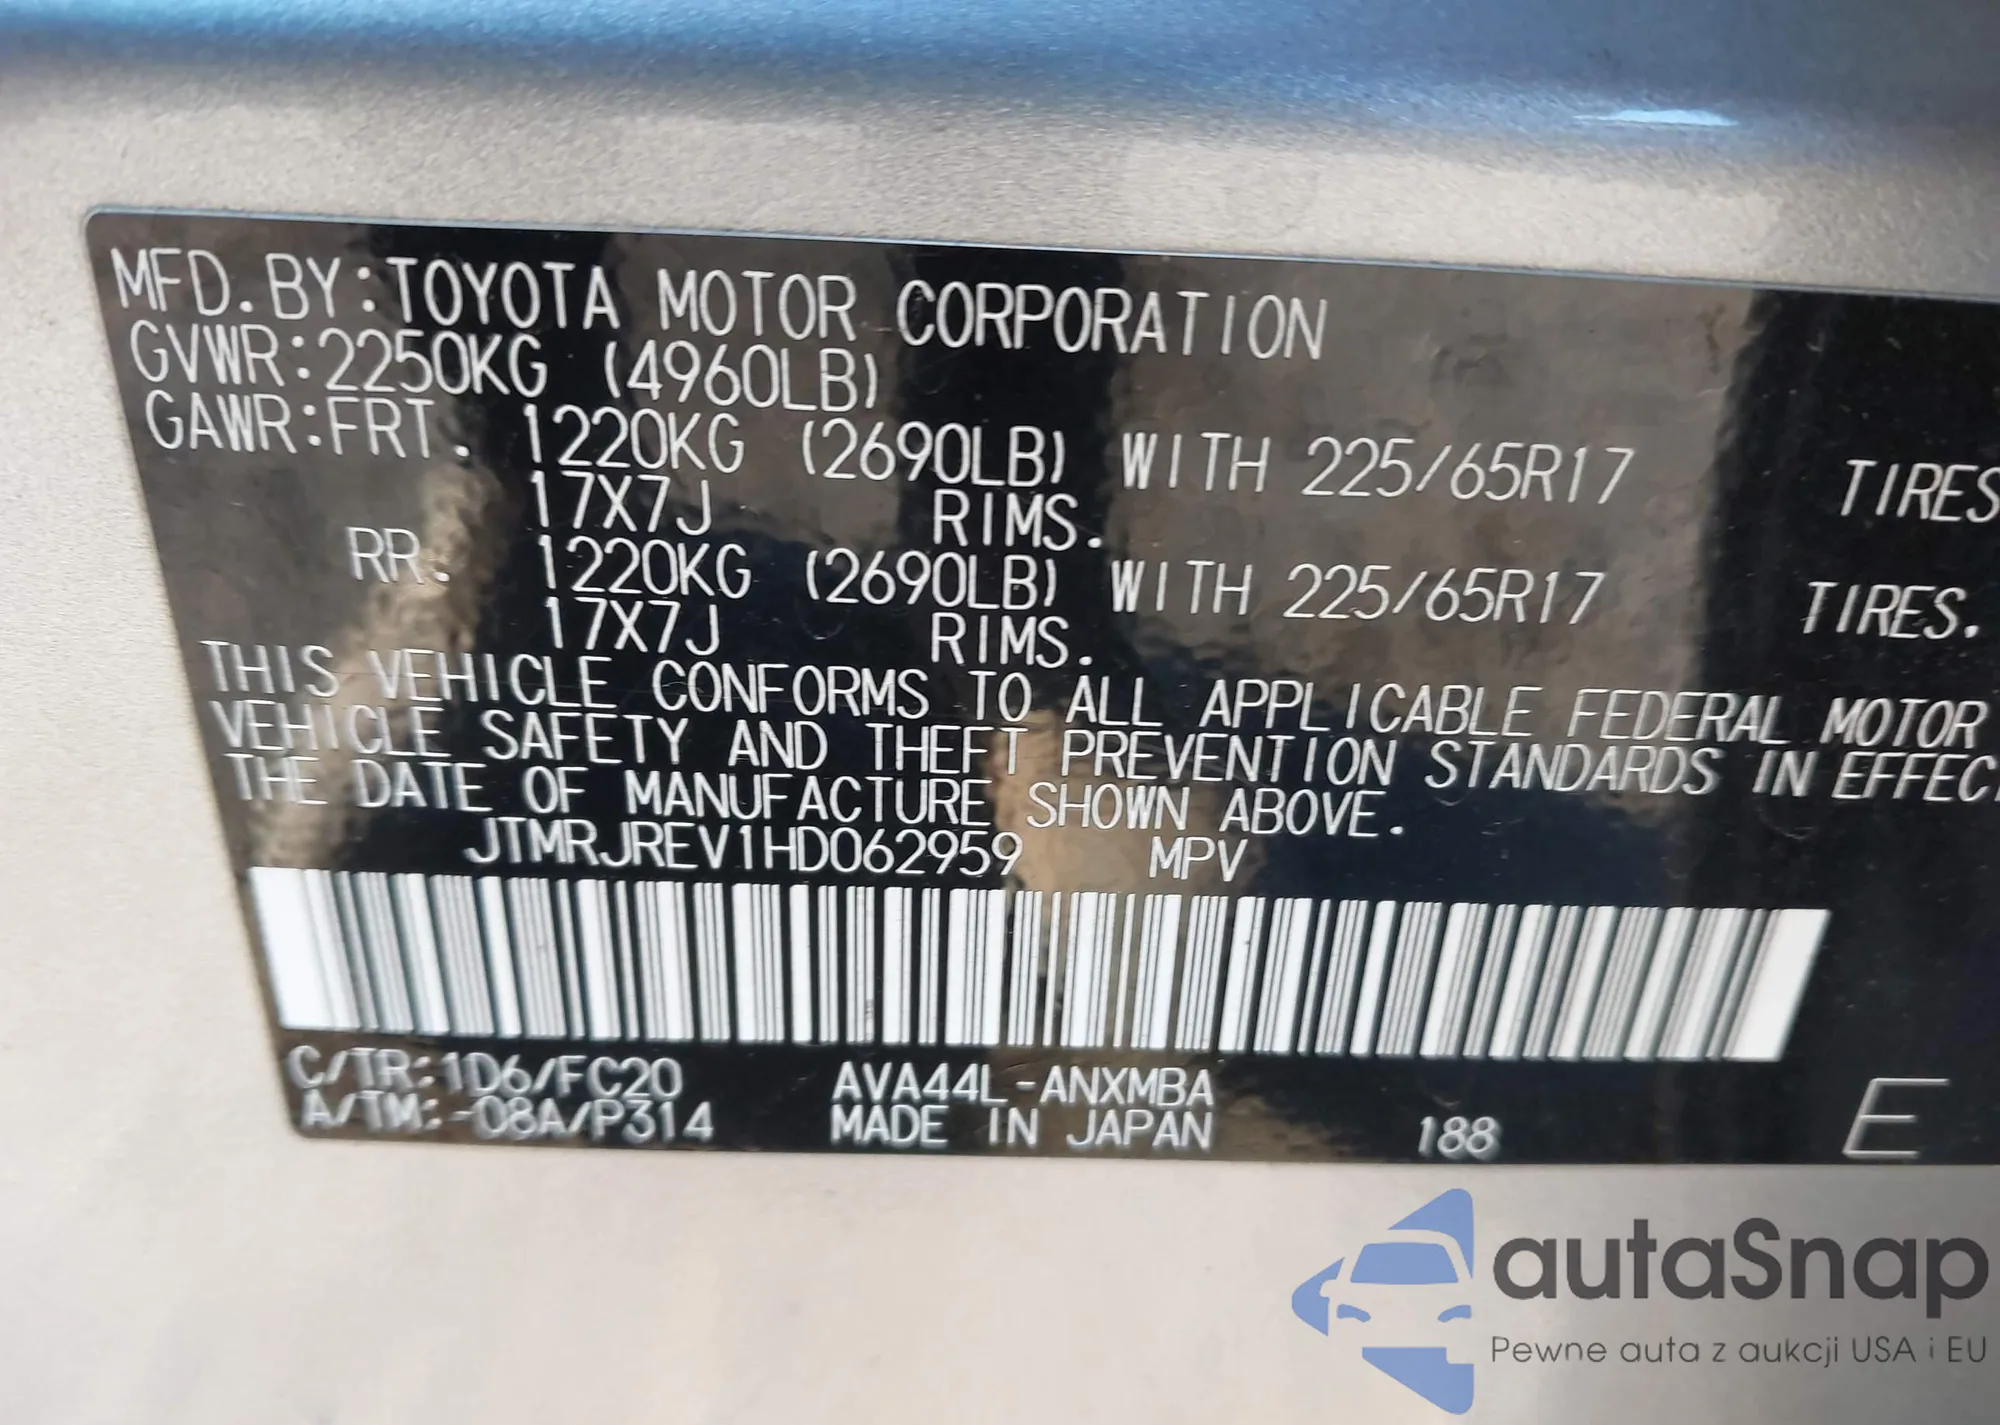 MFD.BY:TOYOTA MOTOR CORPORATION
GVWR:2250KG (4960LB)
GAWR:FRT. 1220KG (2690LB) WITH 225/65R17 TIRES
17X7J RIMS.
RR. 1220KG (2690LB) WITH 225/65R17 TIRES.
17X7J RIMS.
THIS VEHICLE CONFORMS TO ALL APPLICABLE FEDERAL MOTOR
VEHICLE SAFETY AND THEFT PREVENTION STANDARDS IN EFFEC
THE DATE OF MANUFACTURE SHOWN ABOVE.
JTMRJREV1HD062959 MPV
C/TR:1D6/FC20 AVA44L-ANXMBA
A/TM:-08A/P314 MADE IN JAPAN 188 E
autaSnap
Pewne auta z aukcji USA i EU